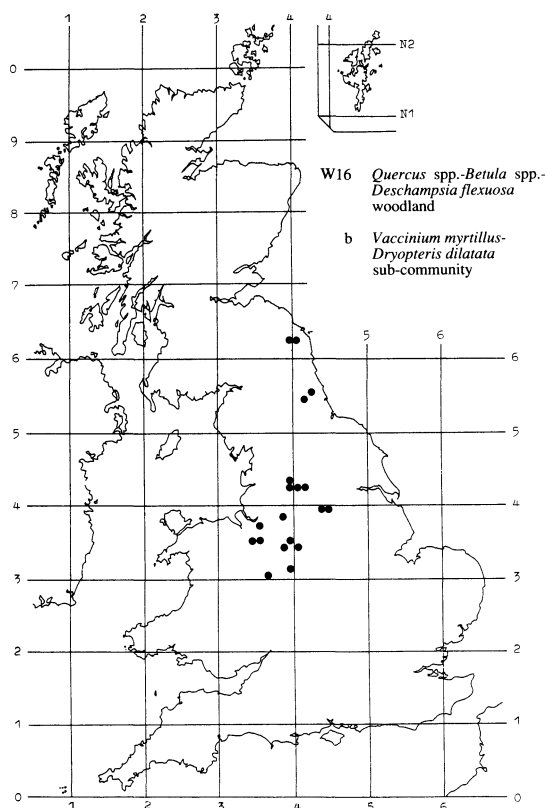 1 2 3 4
4
N2
N1
0
9
8
7
6
5
4
3
2
1
0
W16 Quercus spp.-Betula spp.-
Deschampsia flexuosa
woodland
b Vaccinium myrtillus-
Dryopteris dilatata
sub-community
5 6
6
5
4
3
2
1
0
1 2 3 4 5 6